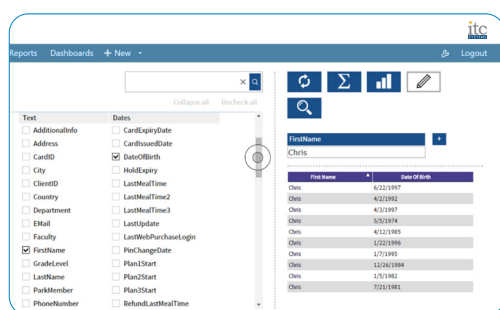 itc
Reports Dashboards + New
Logout
Collapse all Uncheck all
Text Dates
AdditionalInfo CardExpiryDate
Address CardIssuedDate
CardID DateOfBirth
City HoldExpiry
ClientID LastMealTime
Country LastMealTime2
Department LastMealTime3
EMail LastUpdate
Faculty LastWebPurchaseLogin
FirstName PinChangeDate
GradeLevel Plan1Start
LastName Plan2Start
ParkMember Plan3Start
PhoneNumber RefundLastMealTime
Σ
FirstName +
Chris
First Name Date Of Birth
Chris 6/22/1997
Chris 4/2/1992
Chris 4/3/1997
Chris 5/5/1974
Chris 4/12/1985
Chris 1/22/1996
Chris 1/7/1995
Chris 12/26/1984
Chris 1/5/1982
Chris 7/21/1981